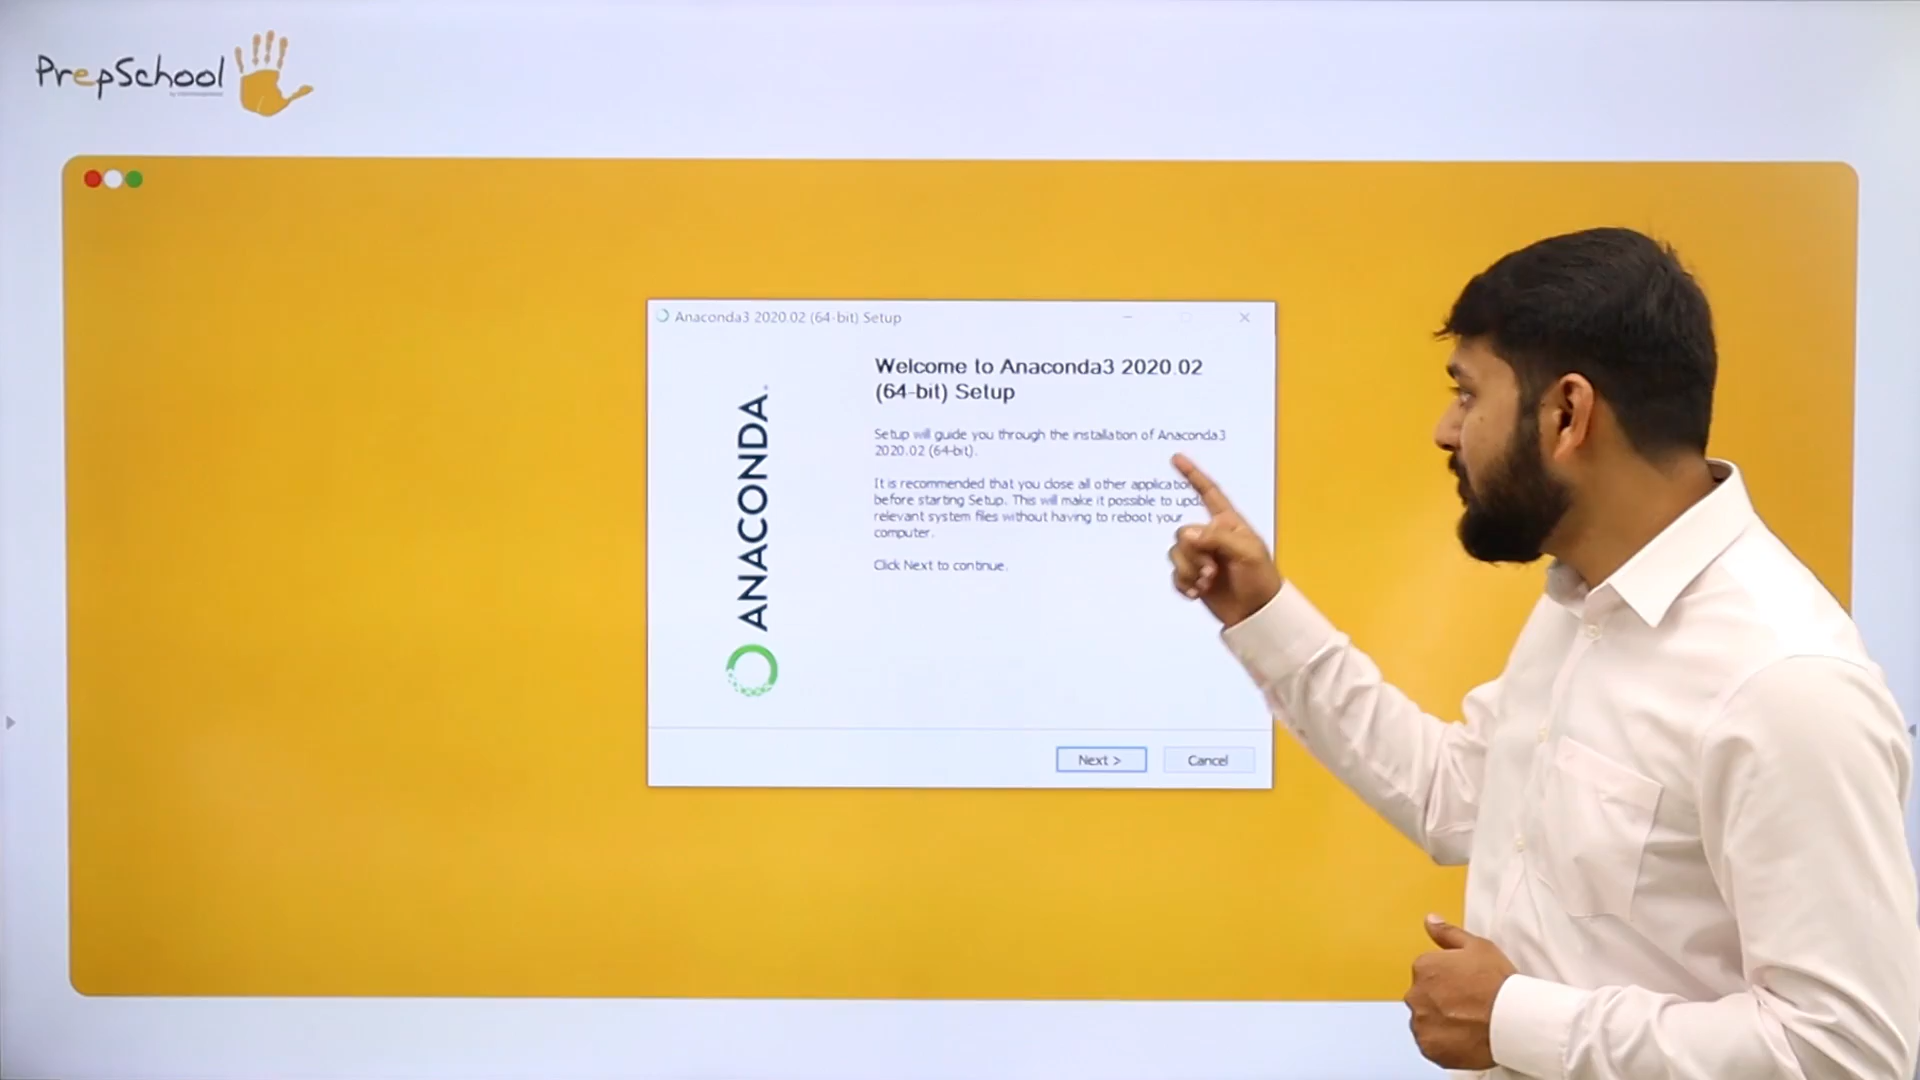 PrepSchool
Anaconda3 2020.02 (64-bit) Setup
ANACONDA.
Welcome to Anaconda3 2020.02
(64-bit) Setup
Setup will guide you through the installation of Anaconda3
2020.02 (64-bit).
It is recommended that you close all other
before starting Setup. This will make it possible to
relevant system files without having to reboot your
computer.
Click Next to continue.
Next >
Cancel